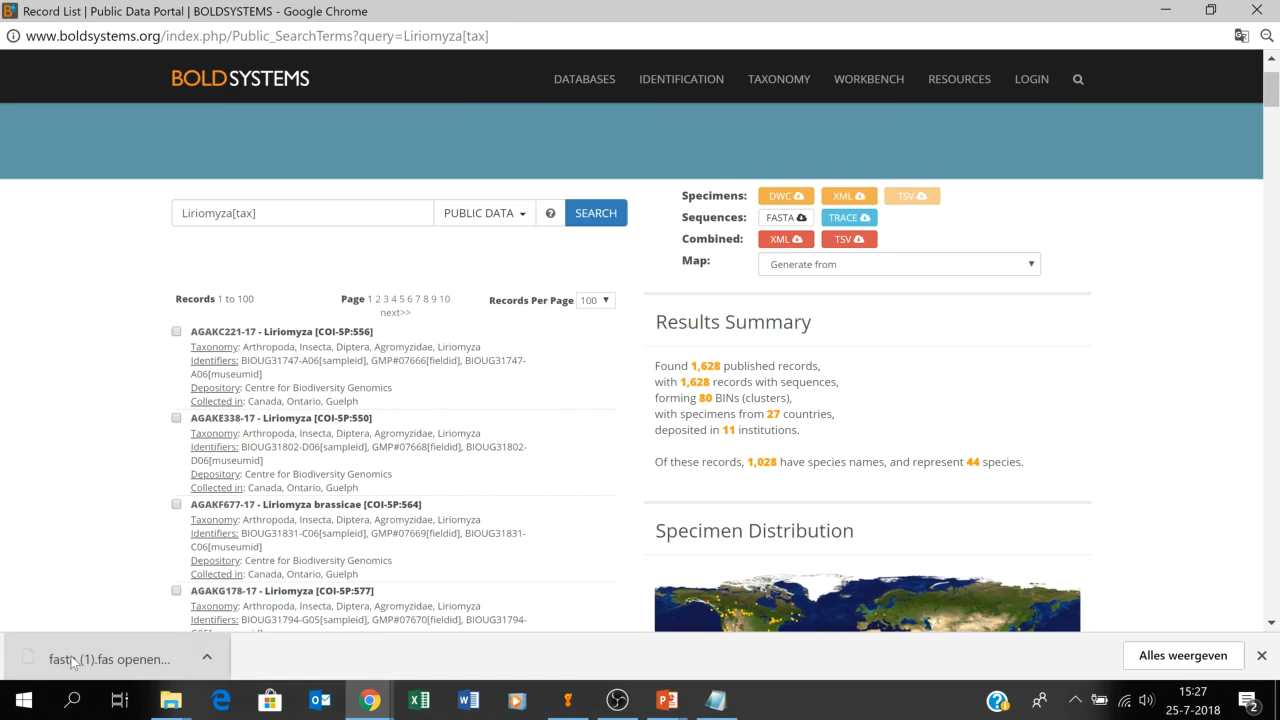 Record List | Public Data Portal | BOLDSYSTEMS - Google Chrome
www.boldsystems.org/index.php/Public_SearchTerms?query=Liriomyza[tax]
BOLDSYSTEMS
DATABASES IDENTIFICATION TAXONOMY WORKBENCH RESOURCES LOGIN
Liriomyza[tax] PUBLIC DATA SEARCH
Specimens: DWC XML TSV
Sequences: FASTA TRACE
Combined: XML TSV
Map: Generate from
Records 1 to 100 Page 1 2 3 4 5 6 7 8 9 10 Records Per Page 100
next>>
AGAKC221-17 - Liriomyza [COI-5P:556]
Taxonomy: Arthropoda, Insecta, Diptera, Agromyzidae, Liriomyza
Identifiers: BIOUG31747-A06[sampleid], GMP#07666[fieldid], BIOUG31747-
A06[museumid]
Depository: Centre for Biodiversity Genomics
Collected in: Canada, Ontario, Guelph
AGAKE338-17 - Liriomyza [COI-5P:550]
Taxonomy: Arthropoda, Insecta, Diptera, Agromyzidae, Liriomyza
Identifiers: BIOUG31802-D06[sampleid], GMP#07668[fieldid], BIOUG31802-
D06[museumid]
Depository: Centre for Biodiversity Genomics
Collected in: Canada, Ontario, Guelph
AGAKF677-17 - Liriomyza brassicae [COI-5P:564]
Taxonomy: Arthropoda, Insecta, Diptera, Agromyzidae, Liriomyza
Identifiers: BIOUG31831-C06[sampleid], GMP#07669[fieldid], BIOUG31831-
C06[museumid]
Depository: Centre for Biodiversity Genomics
Collected in: Canada, Ontario, Guelph
AGAKG178-17 - Liriomyza [COI-5P:577]
Taxonomy: Arthropoda, Insecta, Diptera, Agromyzidae, Liriomyza
Identifiers: BIOUG31794-G05[sampleid], GMP#07670[fieldid], BIOUG31794-
Results Summary
Found 1,628 published records,
with 1,628 records with sequences,
forming 80 BINs (clusters),
with specimens from 27 countries,
deposited in 11 institutions.
Of these records, 1,028 have species names, and represent 44 species.
Specimen Distribution
(1).fas openen...
Alles weergeven
15:27
25-7-2018
2